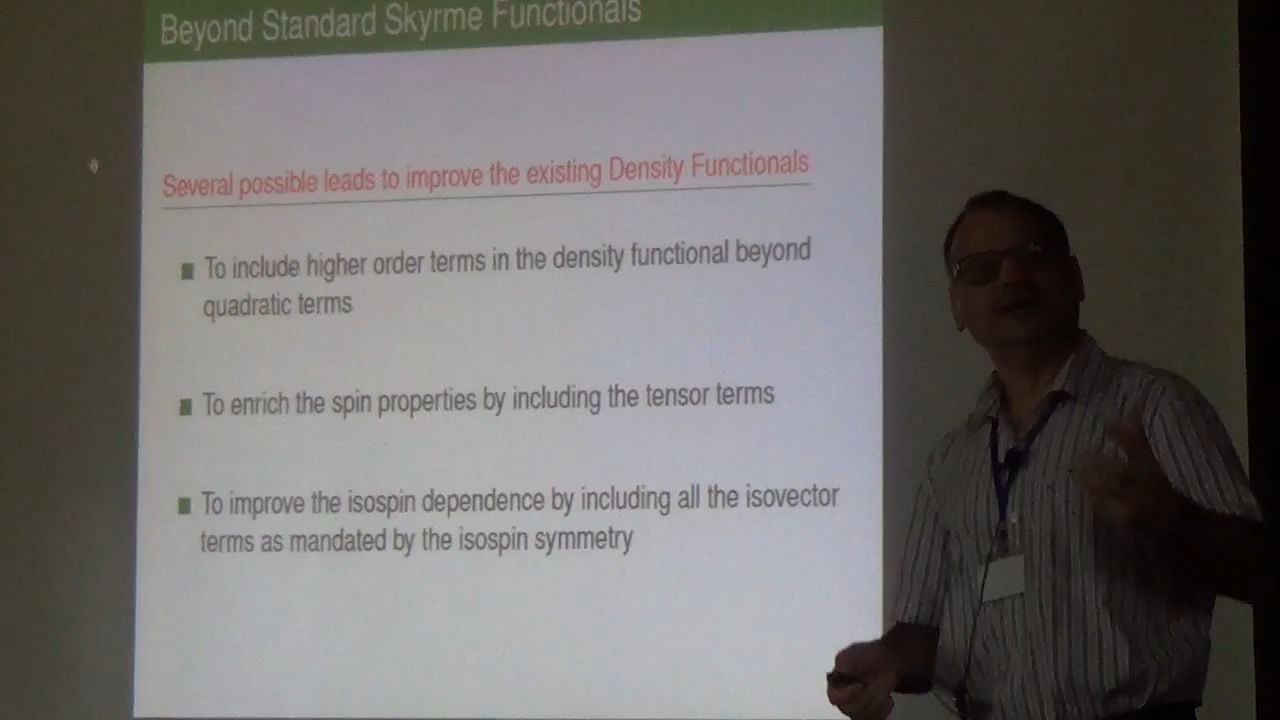 Beyond Standard Skyrme Functionals
Several possible leads to improve the existing Density Functionals
To include higher order terms in the density functional beyond
quadratic terms
To enrich the spin properties by including the tensor terms
To improve the isospin dependence by including all the isovector
terms as mandated by the isospin symmetry